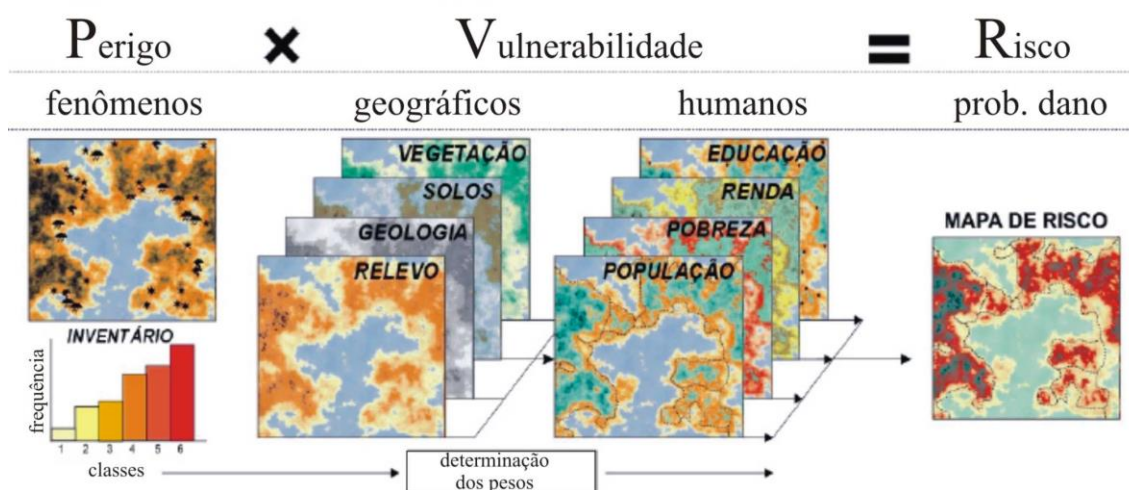 Perigo × Vulnerabilidade = Risco
fenômenos geográficos humanos prob. dano
VEGETAÇÃO
SOLOS
GEOLOGIA
RELEVO
EDUCAÇÃO
RENDA
POBREZA
POPULAÇÃO
MAPA DE RISCO
INVENTÁRIO
frequência
1 2 3 4 5 6
classes
determinação
dos pesos